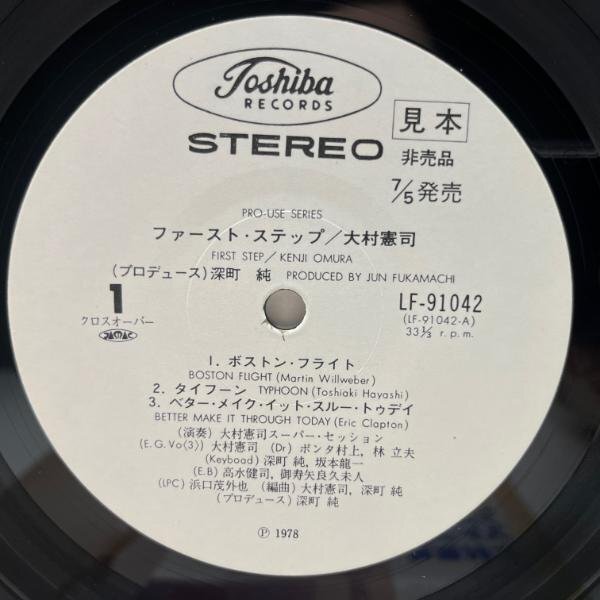 Toshiba
RECORDS
STEREO
見本
非売品
7/5発売
PRO-USE SERIES
ファースト・ステップ/大村憲司
FIRST STEP/KENJI OMURA
(プロデュース)深町 純 PRODUCED BY JUN FUKAMACHI
1
クロスオーバー
JASRAC
LF-91042
(LF-91042-A)
33⅓ r.p.m.
1. ボストン・フライト
BOSTON FLIGHT (Martin Willweber)
2. タイフーン TYPHOON (Toshiaki Hayashi)
3. ベター・メイク・イット・スルー・トゥデイ
BETTER MAKE IT THROUGH TODAY (Eric Clapton)
(演奏)大村憲司スーパー・セッション
(E.G.Vo(3)) 大村憲司 (Dr) ポンタ村上, 林 立夫
(Keyboad) 深町 純, 坂本龍一
(E.B) 高水健司, 御寿矢良久未人
(LPC) 浜口茂外也 (編曲) 大村憲司, 深町 純
(プロデュース) 深町 純
Ⓟ 1978